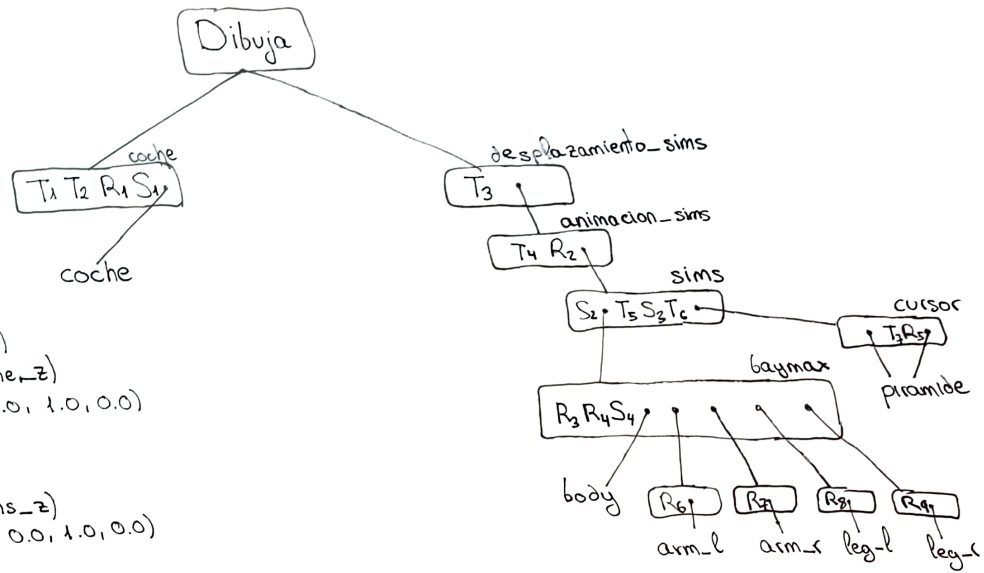 Dibuja
coche
desplazamiento_sims
T1 T2 R1 S1
T3
animacion_sims
T4 R2
coche
sims
S2 T5 S3 T6
cursor
T7 R5
)
he_z)
.0, 1.0, 0.0)
baymax
piramide
R3 R4 S4
body
R6
R7
R8
R9
ns_z)
0.0, 1.0, 0.0)
arm_l
arm_r
leg_l
leg_r